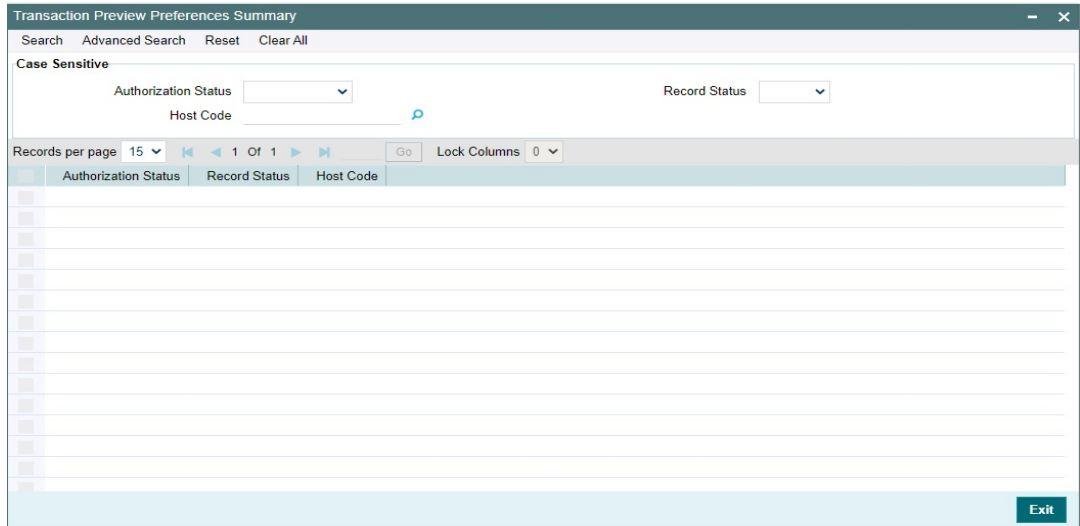 Transaction Preview Preferences Summary
Search Advanced Search Reset Clear All
Case Sensitive
Authorization Status Record Status
Host Code
Records per page 15 1 Of 1 Go Lock Columns 0
Authorization Status Record Status Host Code
Exit